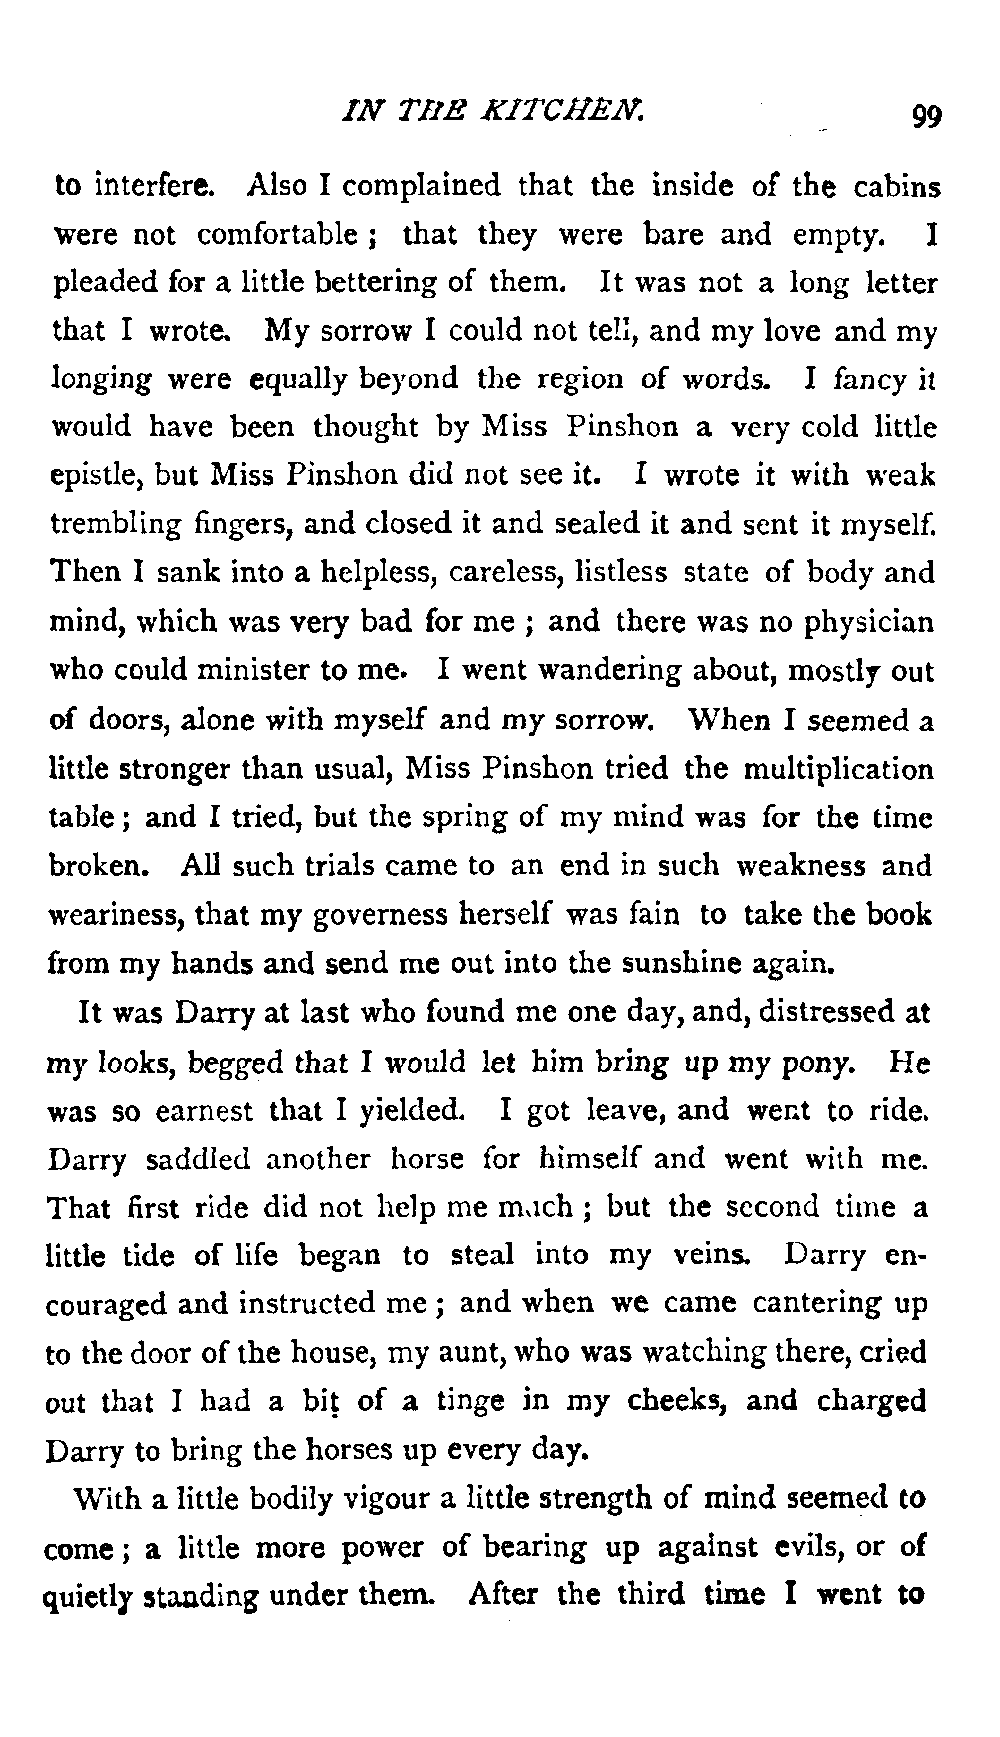 IN THE KITCHEN. 99
to interfere. Also I complained that the inside of the cabins
were not comfortable ; that they were bare and empty. I
pleaded for a little bettering of them. It was not a long letter
that I wrote. My sorrow I could not tell, and my love and my
longing were equally beyond the region of words. I fancy it
would have been thought by Miss Pinshon a very cold little
epistle, but Miss Pinshon did not see it. I wrote it with weak
trembling fingers, and closed it and sealed it and sent it myself.
Then I sank into a helpless, careless, listless state of body and
mind, which was very bad for me ; and there was no physician
who could minister to me. I went wandering about, mostly out
of doors, alone with myself and my sorrow. When I seemed a
little stronger than usual, Miss Pinshon tried the multiplication
table ; and I tried, but the spring of my mind was for the time
broken. All such trials came to an end in such weakness and
weariness, that my governess herself was fain to take the book
from my hands and send me out into the sunshine again.
It was Darry at last who found me one day, and, distressed at
my looks, begged that I would let him bring up my pony. He
was so earnest that I yielded. I got leave, and went to ride.
Darry saddled another horse for himself and went with me.
That first ride did not help me much ; but the second time a
little tide of life began to steal into my veins. Darry en-
couraged and instructed me ; and when we came cantering up
to the door of the house, my aunt, who was watching there, cried
out that I had a bit of a tinge in my cheeks, and charged
Darry to bring the horses up every day.
With a little bodily vigour a little strength of mind seemed to
come ; a little more power of bearing up against evils, or of
quietly standing under them. After the third time I went to